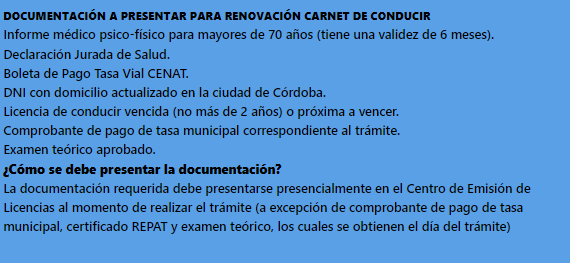 DOCUMENTACIÓN A PRESENTAR PARA RENOVACIÓN CARNET DE CONDUCIR
Informe médico psico-físico para mayores de 70 años (tiene una validez de 6 meses).
Declaración Jurada de Salud.
Boleta de Pago Tasa Vial CENAT.
DNI con domicilio actualizado en la ciudad de Córdoba.
Licencia de conducir vencida (no más de 2 años) o próxima a vencer.
Comprobante de pago de tasa municipal correspondiente al trámite.
Examen teórico aprobado.
¿Cómo se debe presentar la documentación?
La documentación requerida debe presentarse presencialmente en el Centro de Emisión de
Licencias al momento de realizar el trámite (a excepción de comprobante de pago de tasa
municipal, certificado REPAT y examen teórico, los cuales se obtienen el día del trámite)